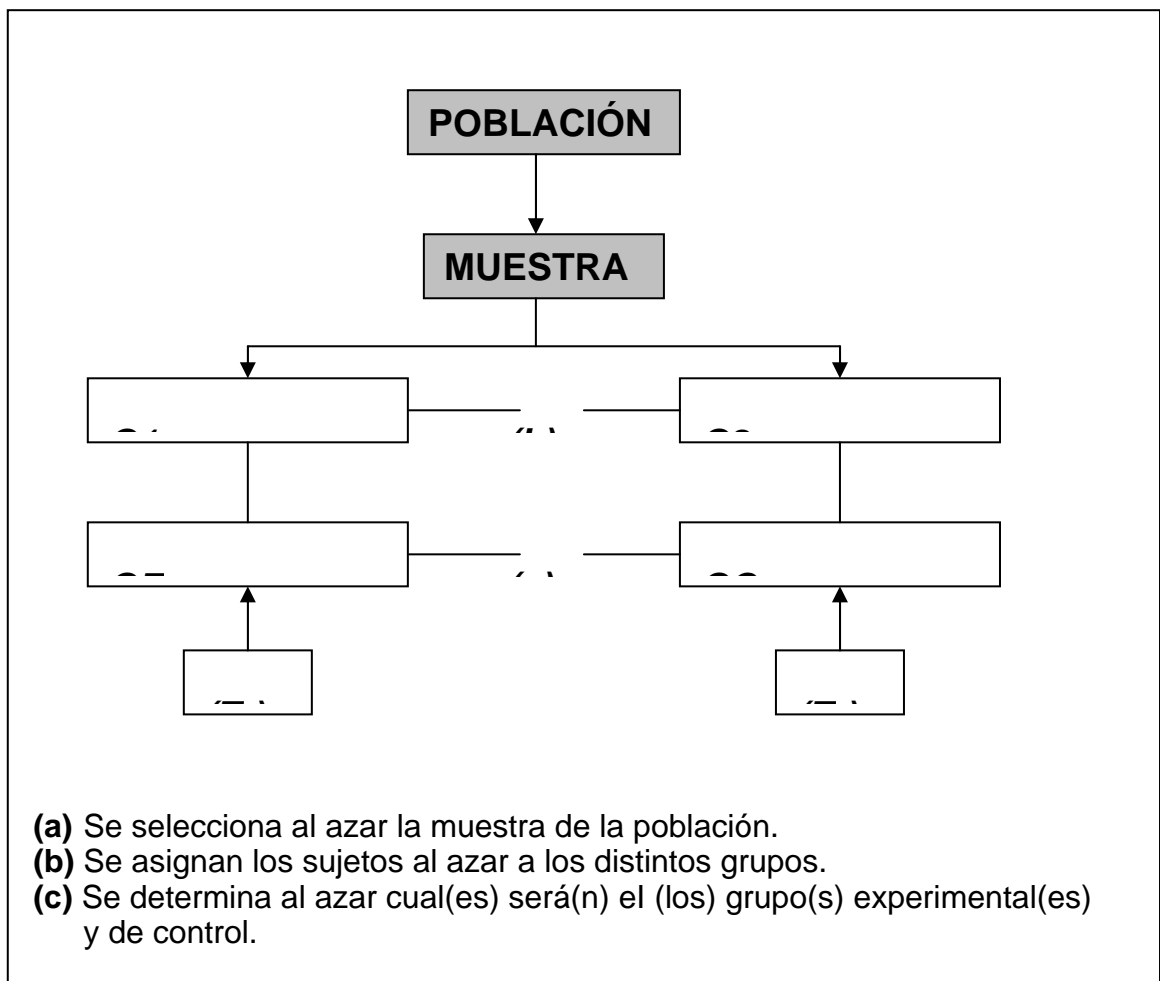 POBLACIÓN
MUESTRA
(a) Se selecciona al azar la muestra de la población.
(b) Se asignan los sujetos al azar a los distintos grupos.
(c) Se determina al azar cual(es) será(n) el (los) grupo(s) experimental(es)
y de control.